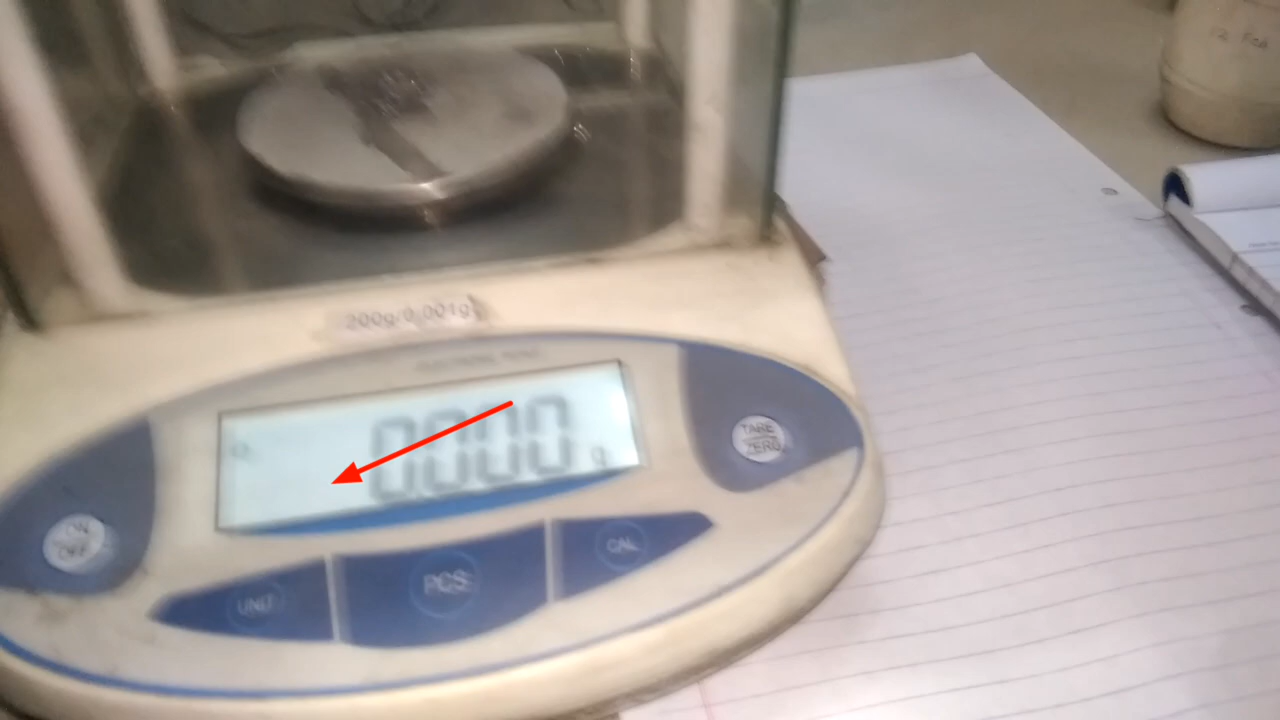 200g/0.001g
0.000 g
TARE
ZERO
ON
OFF
UNIT
PCS
CAL